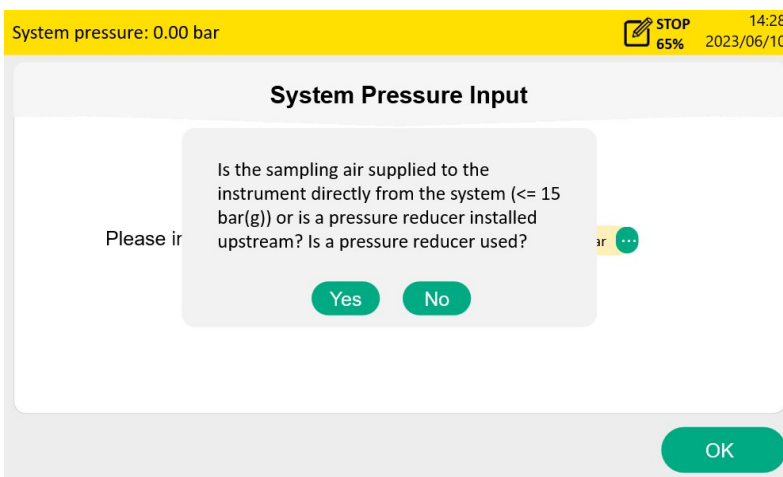 System pressure: 0.00 bar
STOP
65%
14:28
2023/06/10
System Pressure Input
Is the sampling air supplied to the
instrument directly from the system (<= 15
bar(g)) or is a pressure reducer installed
upstream? Is a pressure reducer used?
Please
Yes
No
OK